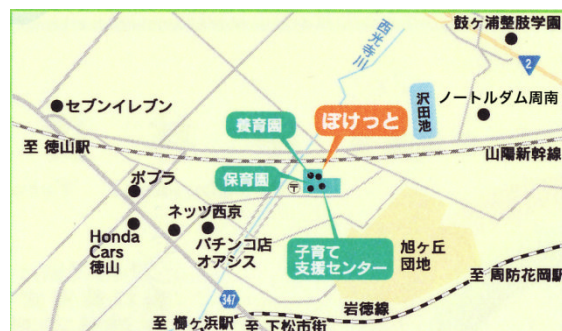 鼓ヶ浦整肢学園
西光寺川
2
沢田池
セブンイレブン
ノートルダム周南
養育園
ぽけっと
至 徳山駅
山陽新幹線
保育園
〒
ポプラ
ネッツ西京
Honda
Cars
徳山
パチンコ店
オアシス
子育て
支援センター
旭ヶ丘
団地
至 周防花岡駅
347
岩徳線
至 櫛ヶ浜駅
至 下松市街